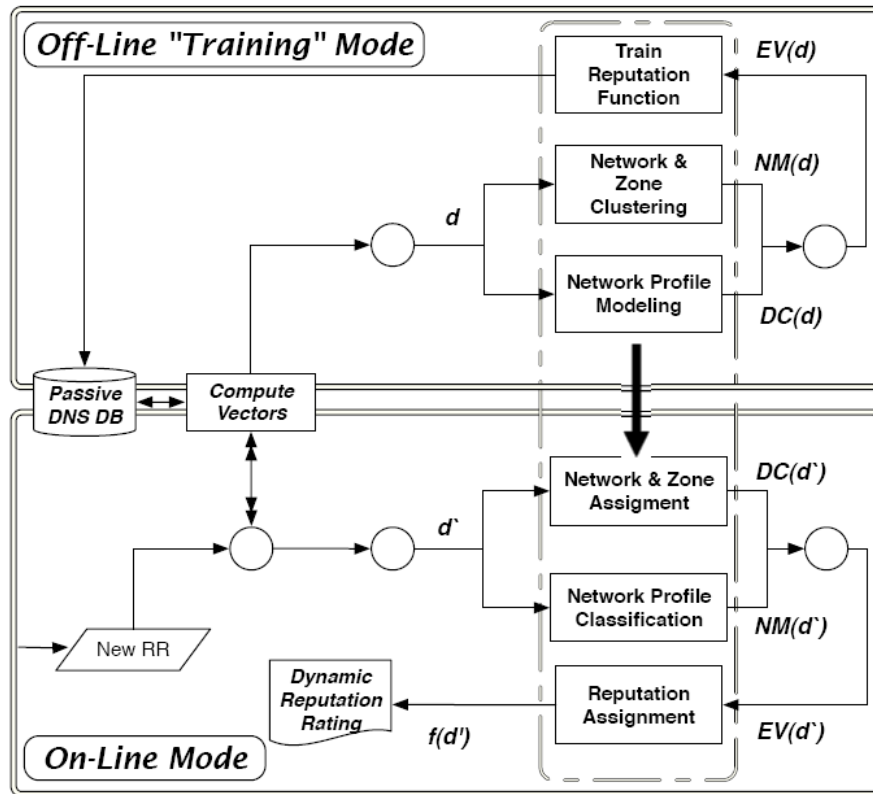 Off-Line "Training" Mode
Train
Reputation
Function
EV(d)
Network &
Zone
Clustering
NM(d)
d
Network Profile
Modeling
DC(d)
Passive
DNS DB
Compute
Vectors
Network & Zone
Assigment
DC(d`)
d`
Network Profile
Classification
NM(d`)
New RR
Dynamic
Reputation
Rating
f(d')
Reputation
Assignment
EV(d`)
On-Line Mode